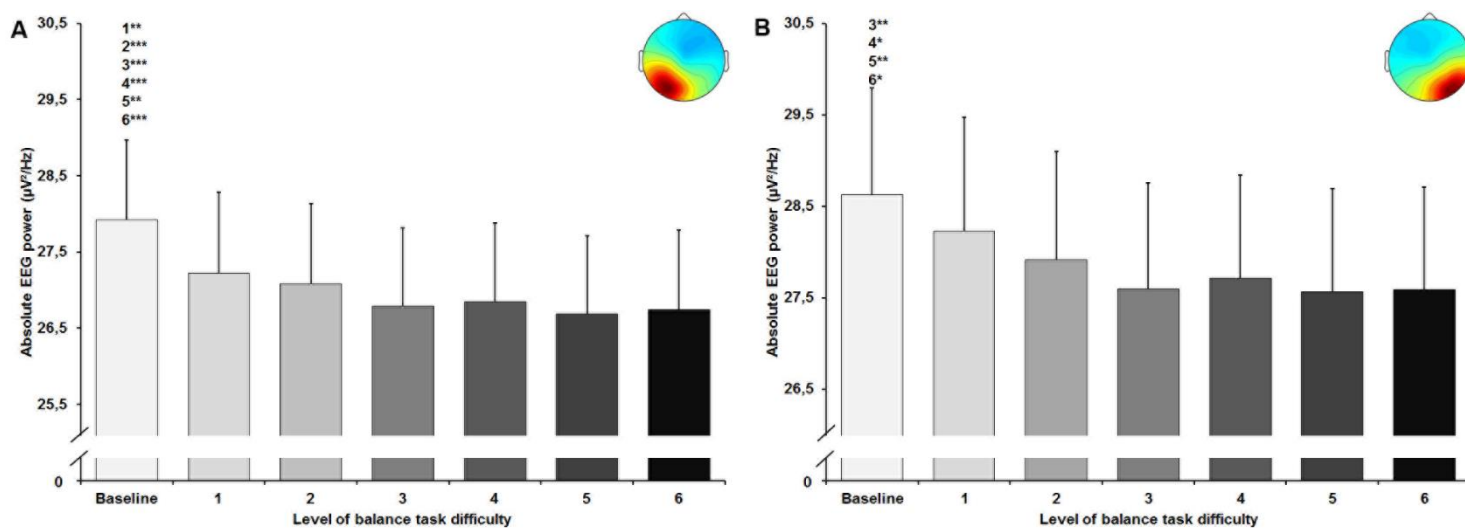 A
30,5
29,5
28,5
27,5
26,5
25,5
0
Absolute EEG power (µV²/Hz)
1**
2***
3***
4***
5**
6***
Baseline 1 2 3 4 5 6
Level of balance task difficulty
B
30,5
29,5
28,5
27,5
26,5
0
Absolute EEG power (µV²/Hz)
3**
4*
5**
6*
Baseline 1 2 3 4 5 6
Level of balance task difficulty